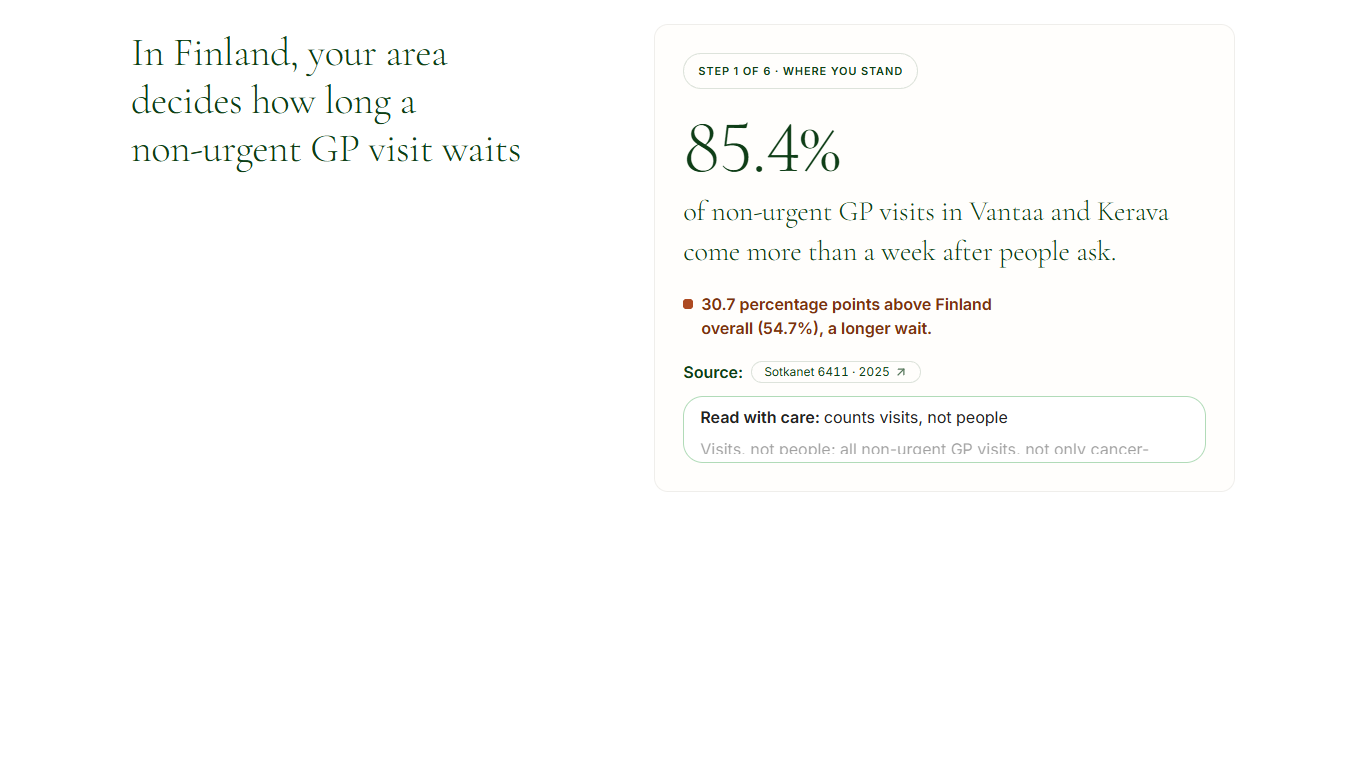 In Finland, your area
decides how long a
non-urgent GP visit waits
STEP 1 OF 6 · WHERE YOU STAND
85.4%
of non-urgent GP visits in Vantaa and Kerava
come more than a week after people ask.
30.7 percentage points above Finland
overall (54.7%), a longer wait.
Source: Sotkanet 6411 · 2025
Read with care: counts visits, not people
Visits, not people; all non-urgent GP visits, not only cancer-